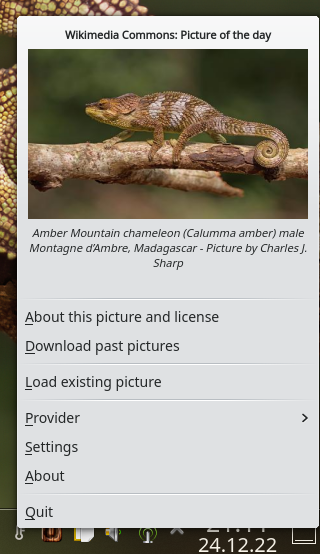 Wikimedia Commons: Picture of the day
Amber Mountain chameleon (Calumma amber) male
Montagne d'Ambre, Madagascar - Picture by Charles J.
Sharp
About this picture and license
Download past pictures
Load existing picture
Provider
Settings
About
Quit
24.12.22